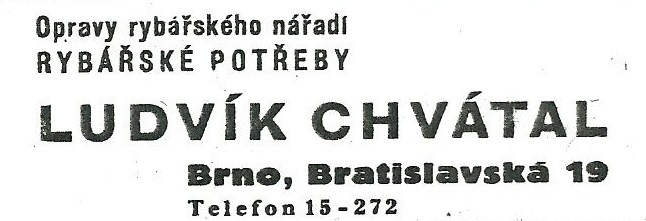 Opravy rybářského nářadí
RYBÁŘSKÉ POTŘEBY
LUDVÍK CHVÁTAL
Brno, Bratislavská 19
Telefon 15-272